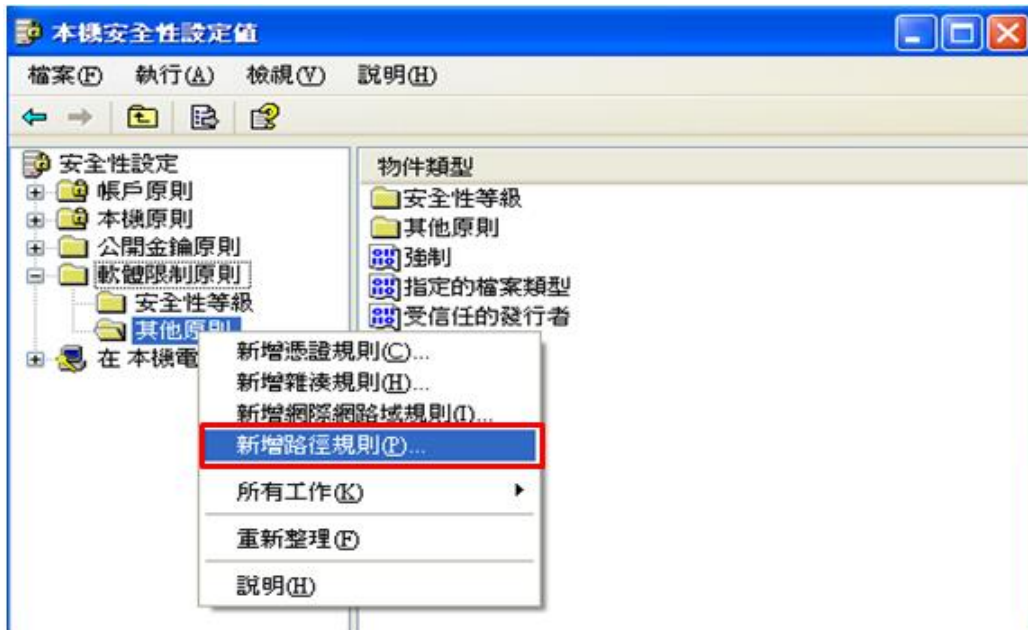 本機安全性設定值
檔案(F) 執行(A) 檢視(V) 說明(H)
安全性設定
帳戶原則
本機原則
公開金鑰原則
軟體限制原則
安全性等級
其他原則
在 本機電
物件類型
安全性等級
其他原則
強制
指定的檔案類型
受信任的發行者
新增憑證規則(C)...
新增雜湊規則(H)...
新增網際網路域規則(I)...
新增路徑規則(P)...
所有工作(K)
重新整理(F)
說明(H)